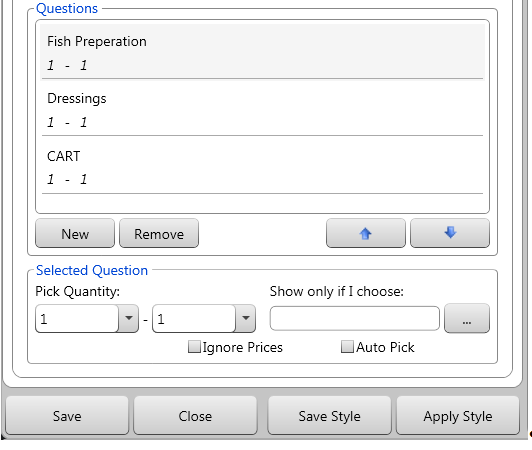 Questions
Fish Preperation
1 - 1
Dressings
1 - 1
CART
1 - 1
New Remove
Selected Question
Pick Quantity: Show only if I choose:
1 - 1 ...
Ignore Prices Auto Pick
Save Close Save Style Apply Style